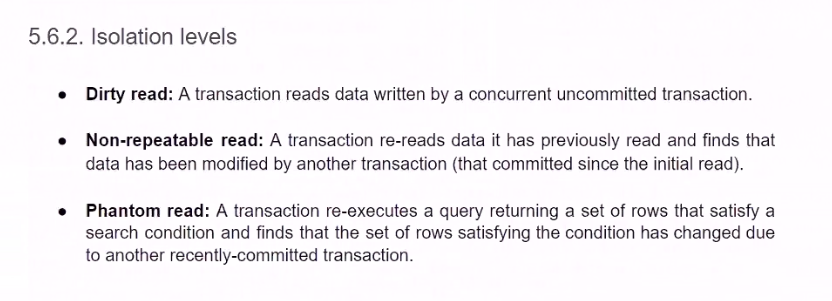 5.6.2. Isolation levels
● Dirty read: A transaction reads data written by a concurrent uncommitted transaction.
● Non-repeatable read: A transaction re-reads data it has previously read and finds that
data has been modified by another transaction (that committed since the initial read).
● Phantom read: A transaction re-executes a query returning a set of rows that satisfy a
search condition and finds that the set of rows satisfying the condition has changed due
to another recently-committed transaction.